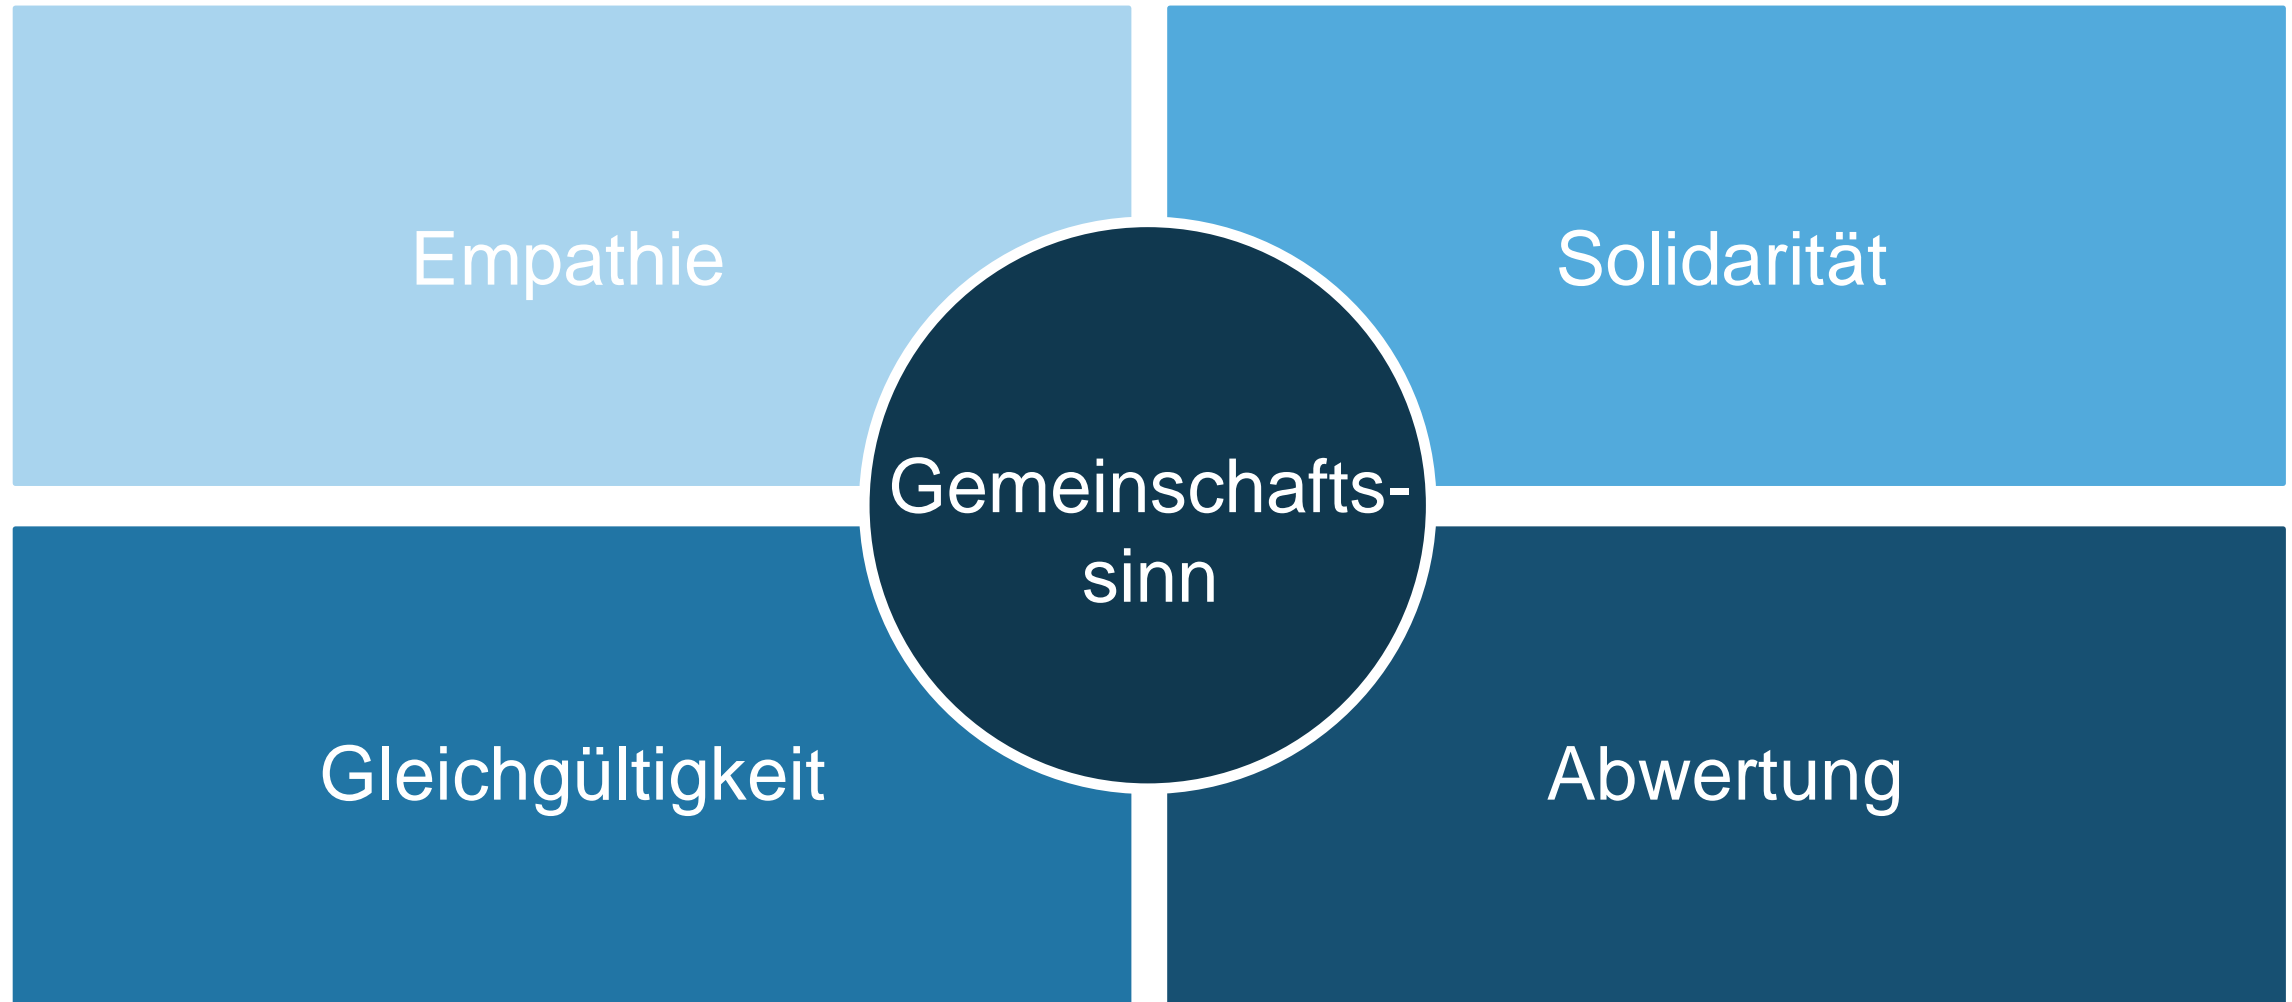 Empathie
Solidarität
Gemeinschafts-
sinn
Gleichgültigkeit
Abwertung